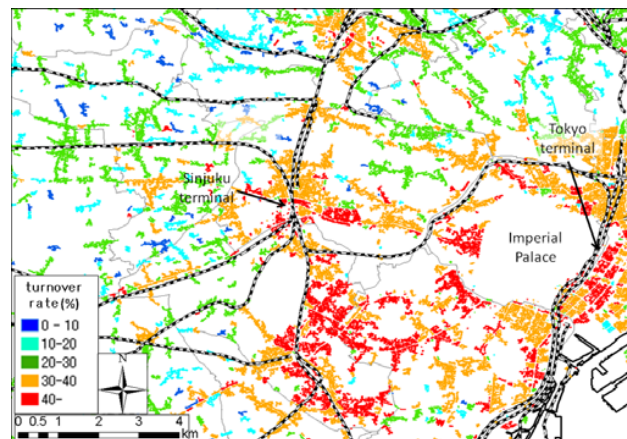 Tokyo
terminal
Sinjuku
terminal
Imperial
Palace
turnover
rate(%)
0-10
10-20
20-30
30-40
40-
N
0 0.5 1 2 3 4
km